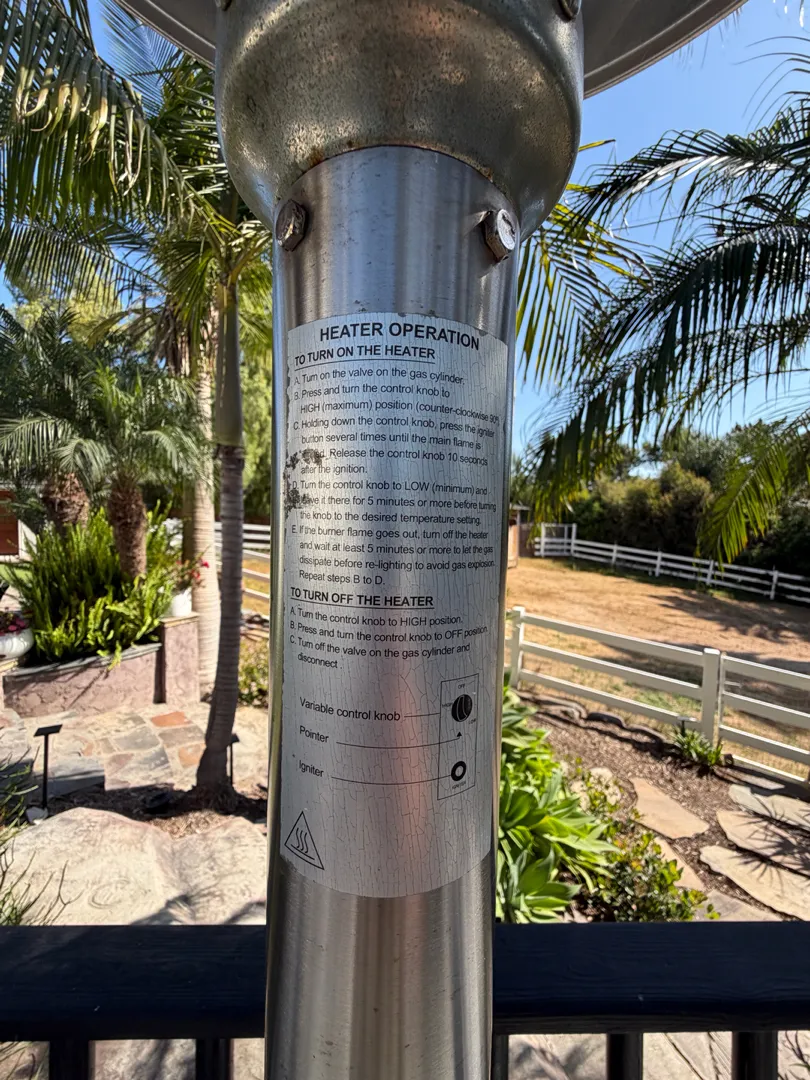 HEATER OPERATION
TO TURN ON THE HEATER
A. Turn on the valve on the gas cylinder.
B. Press and turn the control knob to
HIGH (maximum) position (counter-clockwise 90
C. Holding down the control knob, press the igniter
button several times until the main flame is
Release the control knob 10 seconds
after the ignition.
Turn the control knob to LOW (minimum) and
it there for 5 minutes or more before turning
the knob to the desired temperature setting.
E. If the burner flame goes out, turn off the heater
and wait at least 5 minutes or more to let the gas
dissipate before re-lighting to avoid gas explosion.
Repeat steps B to D.
TO TURN OFF THE HEATER
A. Turn the control knob to HIGH position.
B. Press and turn the control knob to OFF position.
C. Turn off the valve on the gas cylinder and
disconnect
OFF
Variable control knob
Pointer
Igniter
IGNITER